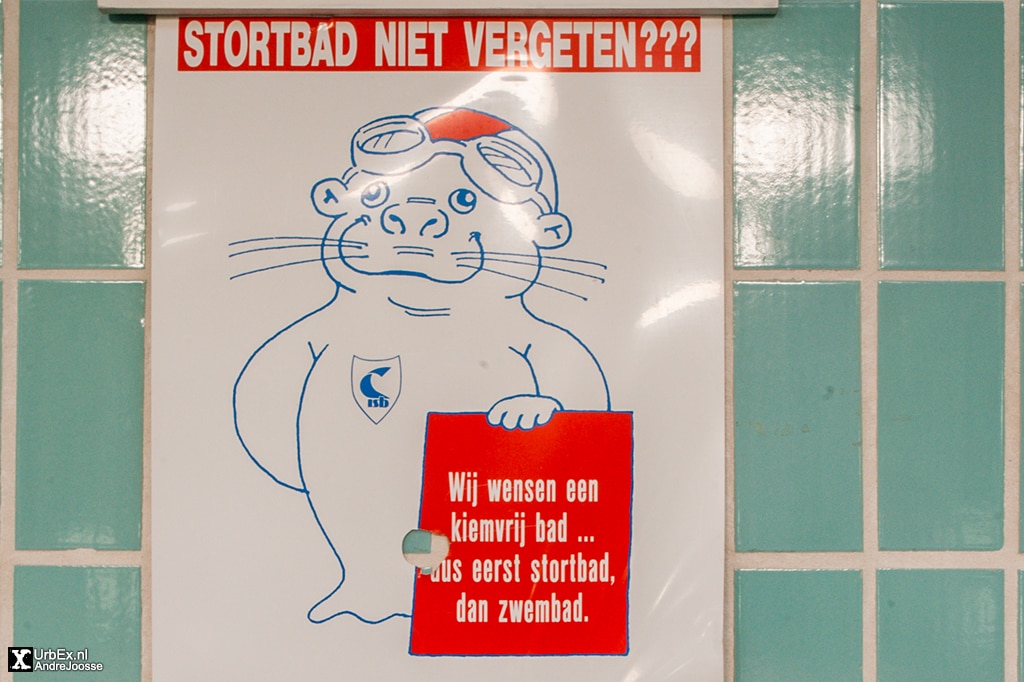 STORTBAD NIET VERGETEN???
isb
Wij wensen een
kiemvrij bad ...
dus eerst stortbad,
dan zwembad.
X UrbEx.nl
AndreJoosse